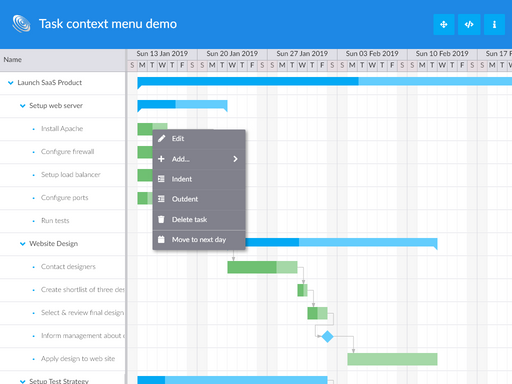 Task context menu demo
Name
Sun 13 Jan 2019 Sun 20 Jan 2019 Sun 27 Jan 2019 Sun 03 Feb 2019 Sun 10 Feb 2019 Sun 17 F
S M T W T F S S M T W T F S S M T W T F S S M T W T F S S M T W T F S S M T
Launch SaaS Product
Setup web server
Install Apache
Configure firewall
Setup load balancer
Configure ports
Run tests
Edit
Add...
Indent
Outdent
Delete task
Move to next day
Website Design
Contact designers
Create shortlist of three des
Select & review final design
Inform management about
Apply design to web site
Setup Test Strategy